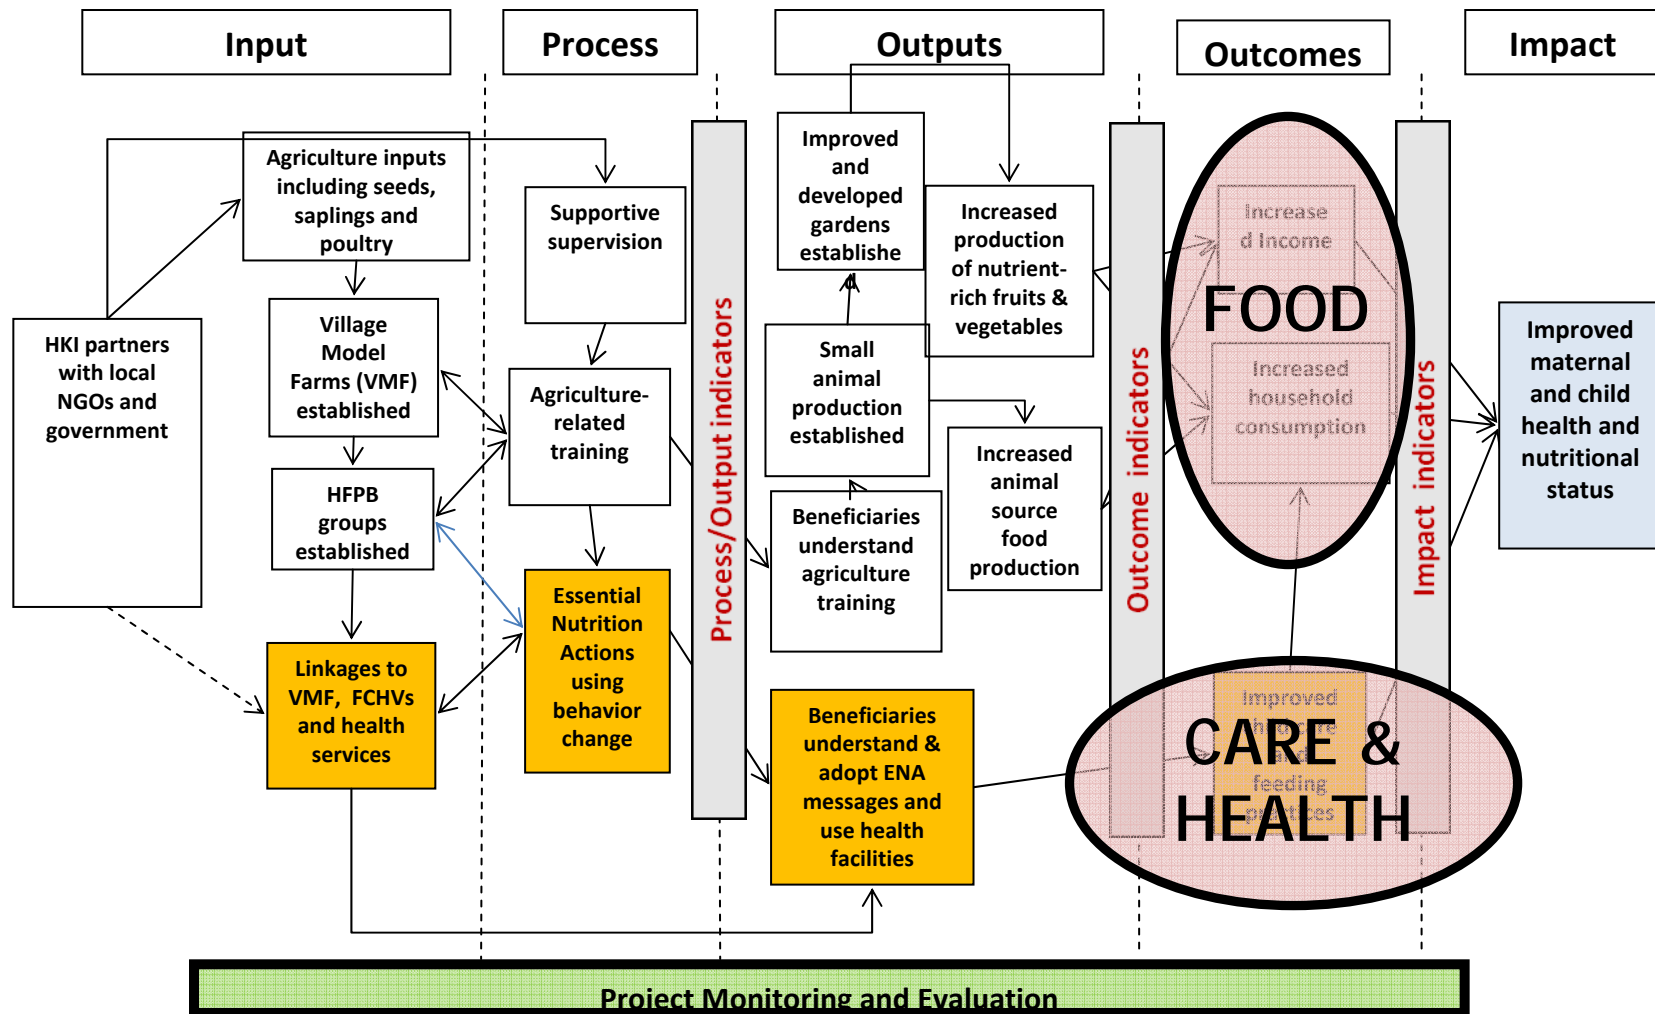 Input
Process
Outputs
Outcomes
Impact
HKI partners
with local
NGOs and
government
Agriculture inputs
including seeds,
saplings and
poultry
Village
Model
Farms (VMF)
established
HFPB
groups
established
Linkages to
VMF, FCHVs
and health
services
Supportive
supervision
Agriculture-
related
training
Essential
Nutrition
Actions
using
behavior
change
Process/Output indicators
Improved
and
developed
gardens
establishe
d
Small
animal
production
established
Beneficiaries
understand
agriculture
training
Beneficiaries
understand &
adopt ENA
messages and
use health
facilities
Increased
production
of nutrient-
rich fruits &
vegetables
Increased
animal
source
food
production
Outcome indicators
Increase
d Income
FOOD
Increased
household
consumption
Improved
CARE &
feeding
HEALTH
practices
Impact indicators
Improved
maternal
and child
health and
nutritional
status
Project Monitoring and Evaluation